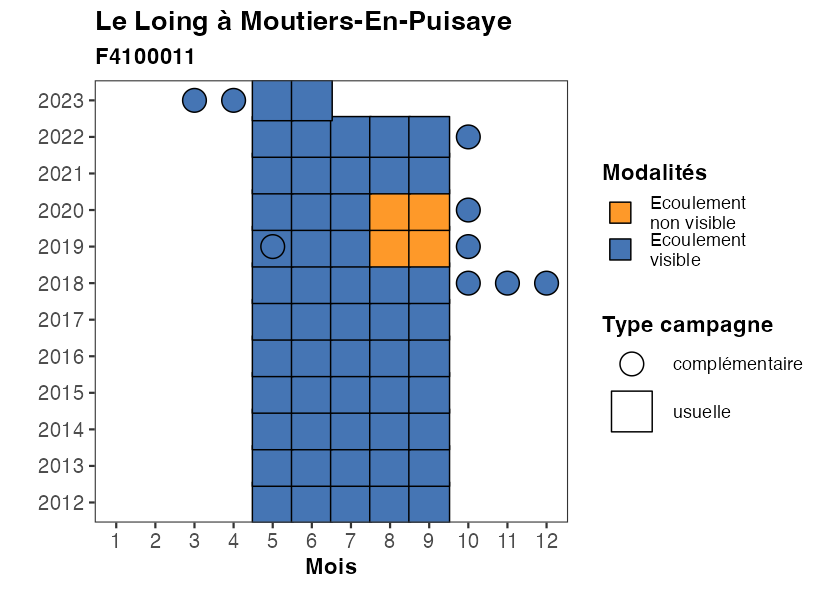 Le Loing à Moutiers-En-Puisaye
F4100011
2023
2022
2021
2020
2019
2018
2017
2016
2015
2014
2013
2012
1 2 3 4 5 6 7 8 9 10 11 12
Mois
Modalités
Ecoulement
non visible
Ecoulement
visible
Type campagne
complémentaire
usuelle